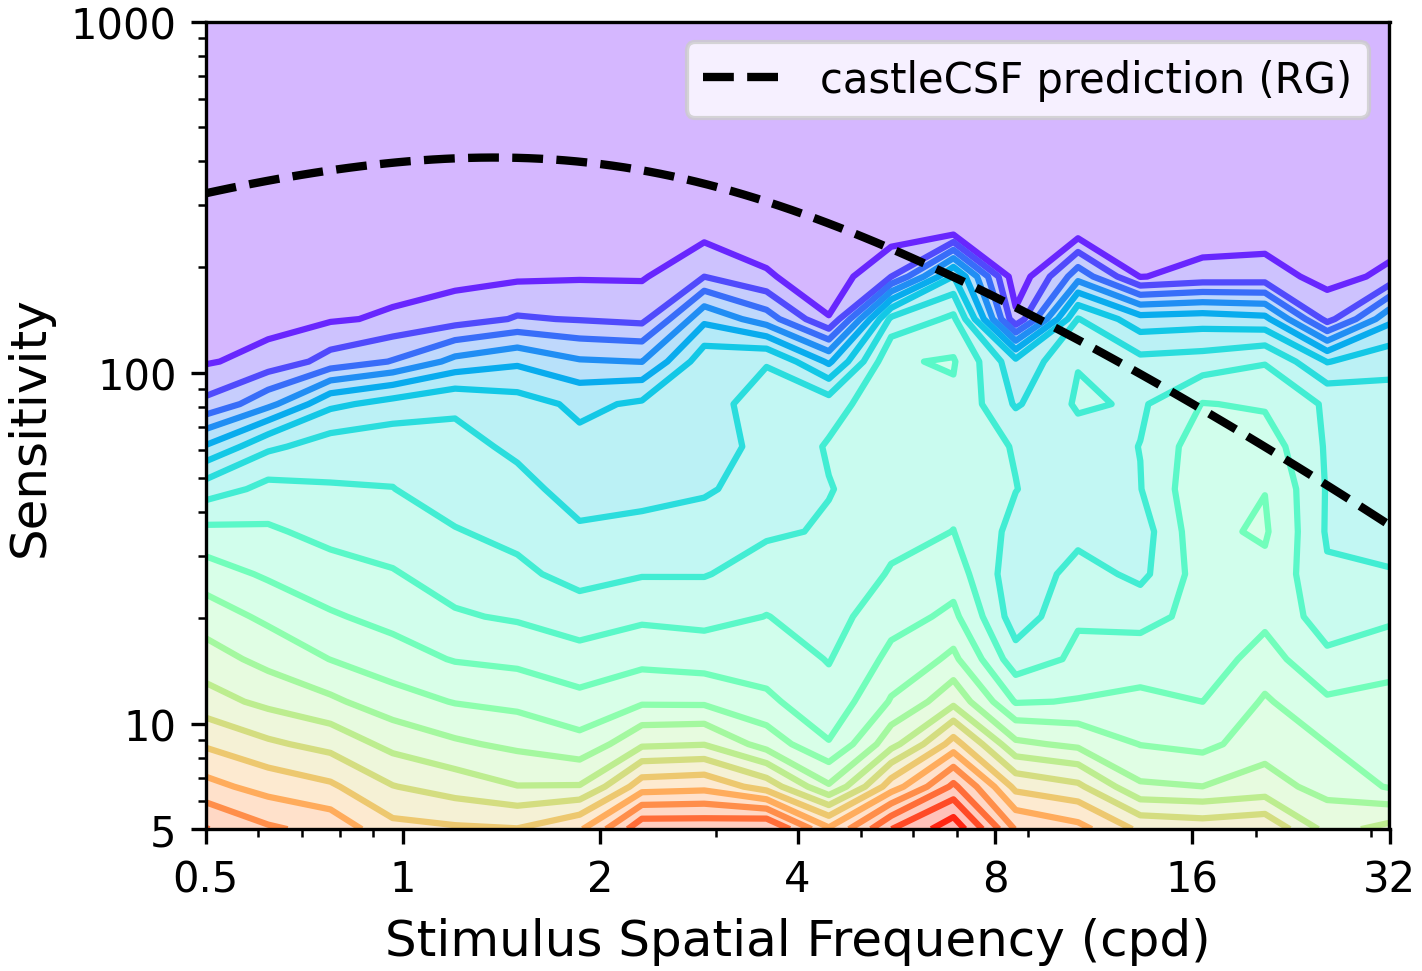 1000
castleCSF prediction (RG)
100
Sensitivity
10
5
0.5 1 2 4 8 16 32
Stimulus Spatial Frequency (cpd)